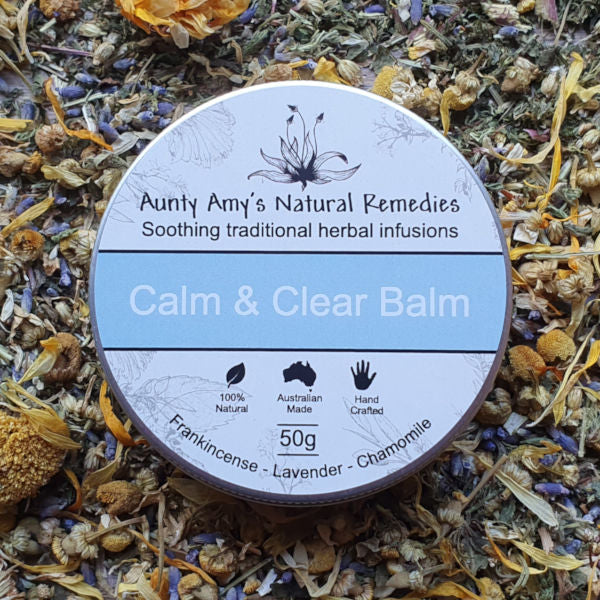 Aunty Amy's Natural Remedies
Soothing traditional herbal infusions
Calm & Clear Balm
100%
Natural
Australian
Made
Hand
Crafted
50g
Frankincense - Lavender - Chamomile